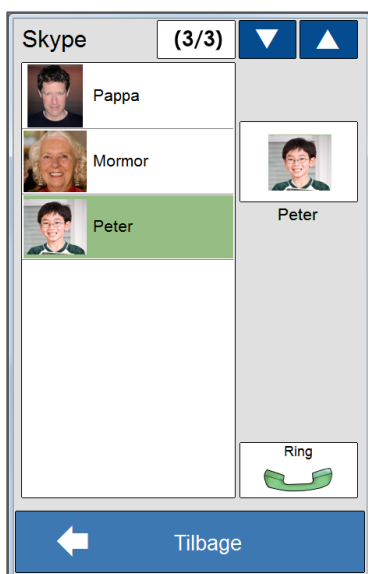 Skype (3/3)
Pappa
Mormor
Peter
Peter
Ring
Tilbage